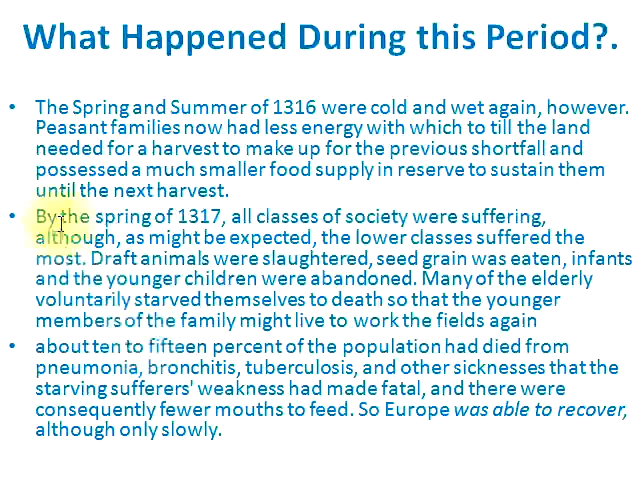 What Happened During this Period?.
• The Spring and Summer of 1316 were cold and wet again, however.
Peasant families now had less energy with which to till the land
needed for a harvest to make up for the previous shortfall and
possessed a much smaller food supply in reserve to sustain them
until the next harvest.
• By the spring of 1317, all classes of society were suffering,
although, as might be expected, the lower classes suffered the
most. Draft animals were slaughtered, seed grain was eaten, infants
and the younger children were abandoned. Many of the elderly
voluntarily starved themselves to death so that the younger
members of the family might live to work the fields again
• about ten to fifteen percent of the population had died from
pneumonia, bronchitis, tuberculosis, and other sicknesses that the
starving sufferers' weakness had made fatal, and there were
consequently fewer mouths to feed. So Europe was able to recover,
although only slowly.